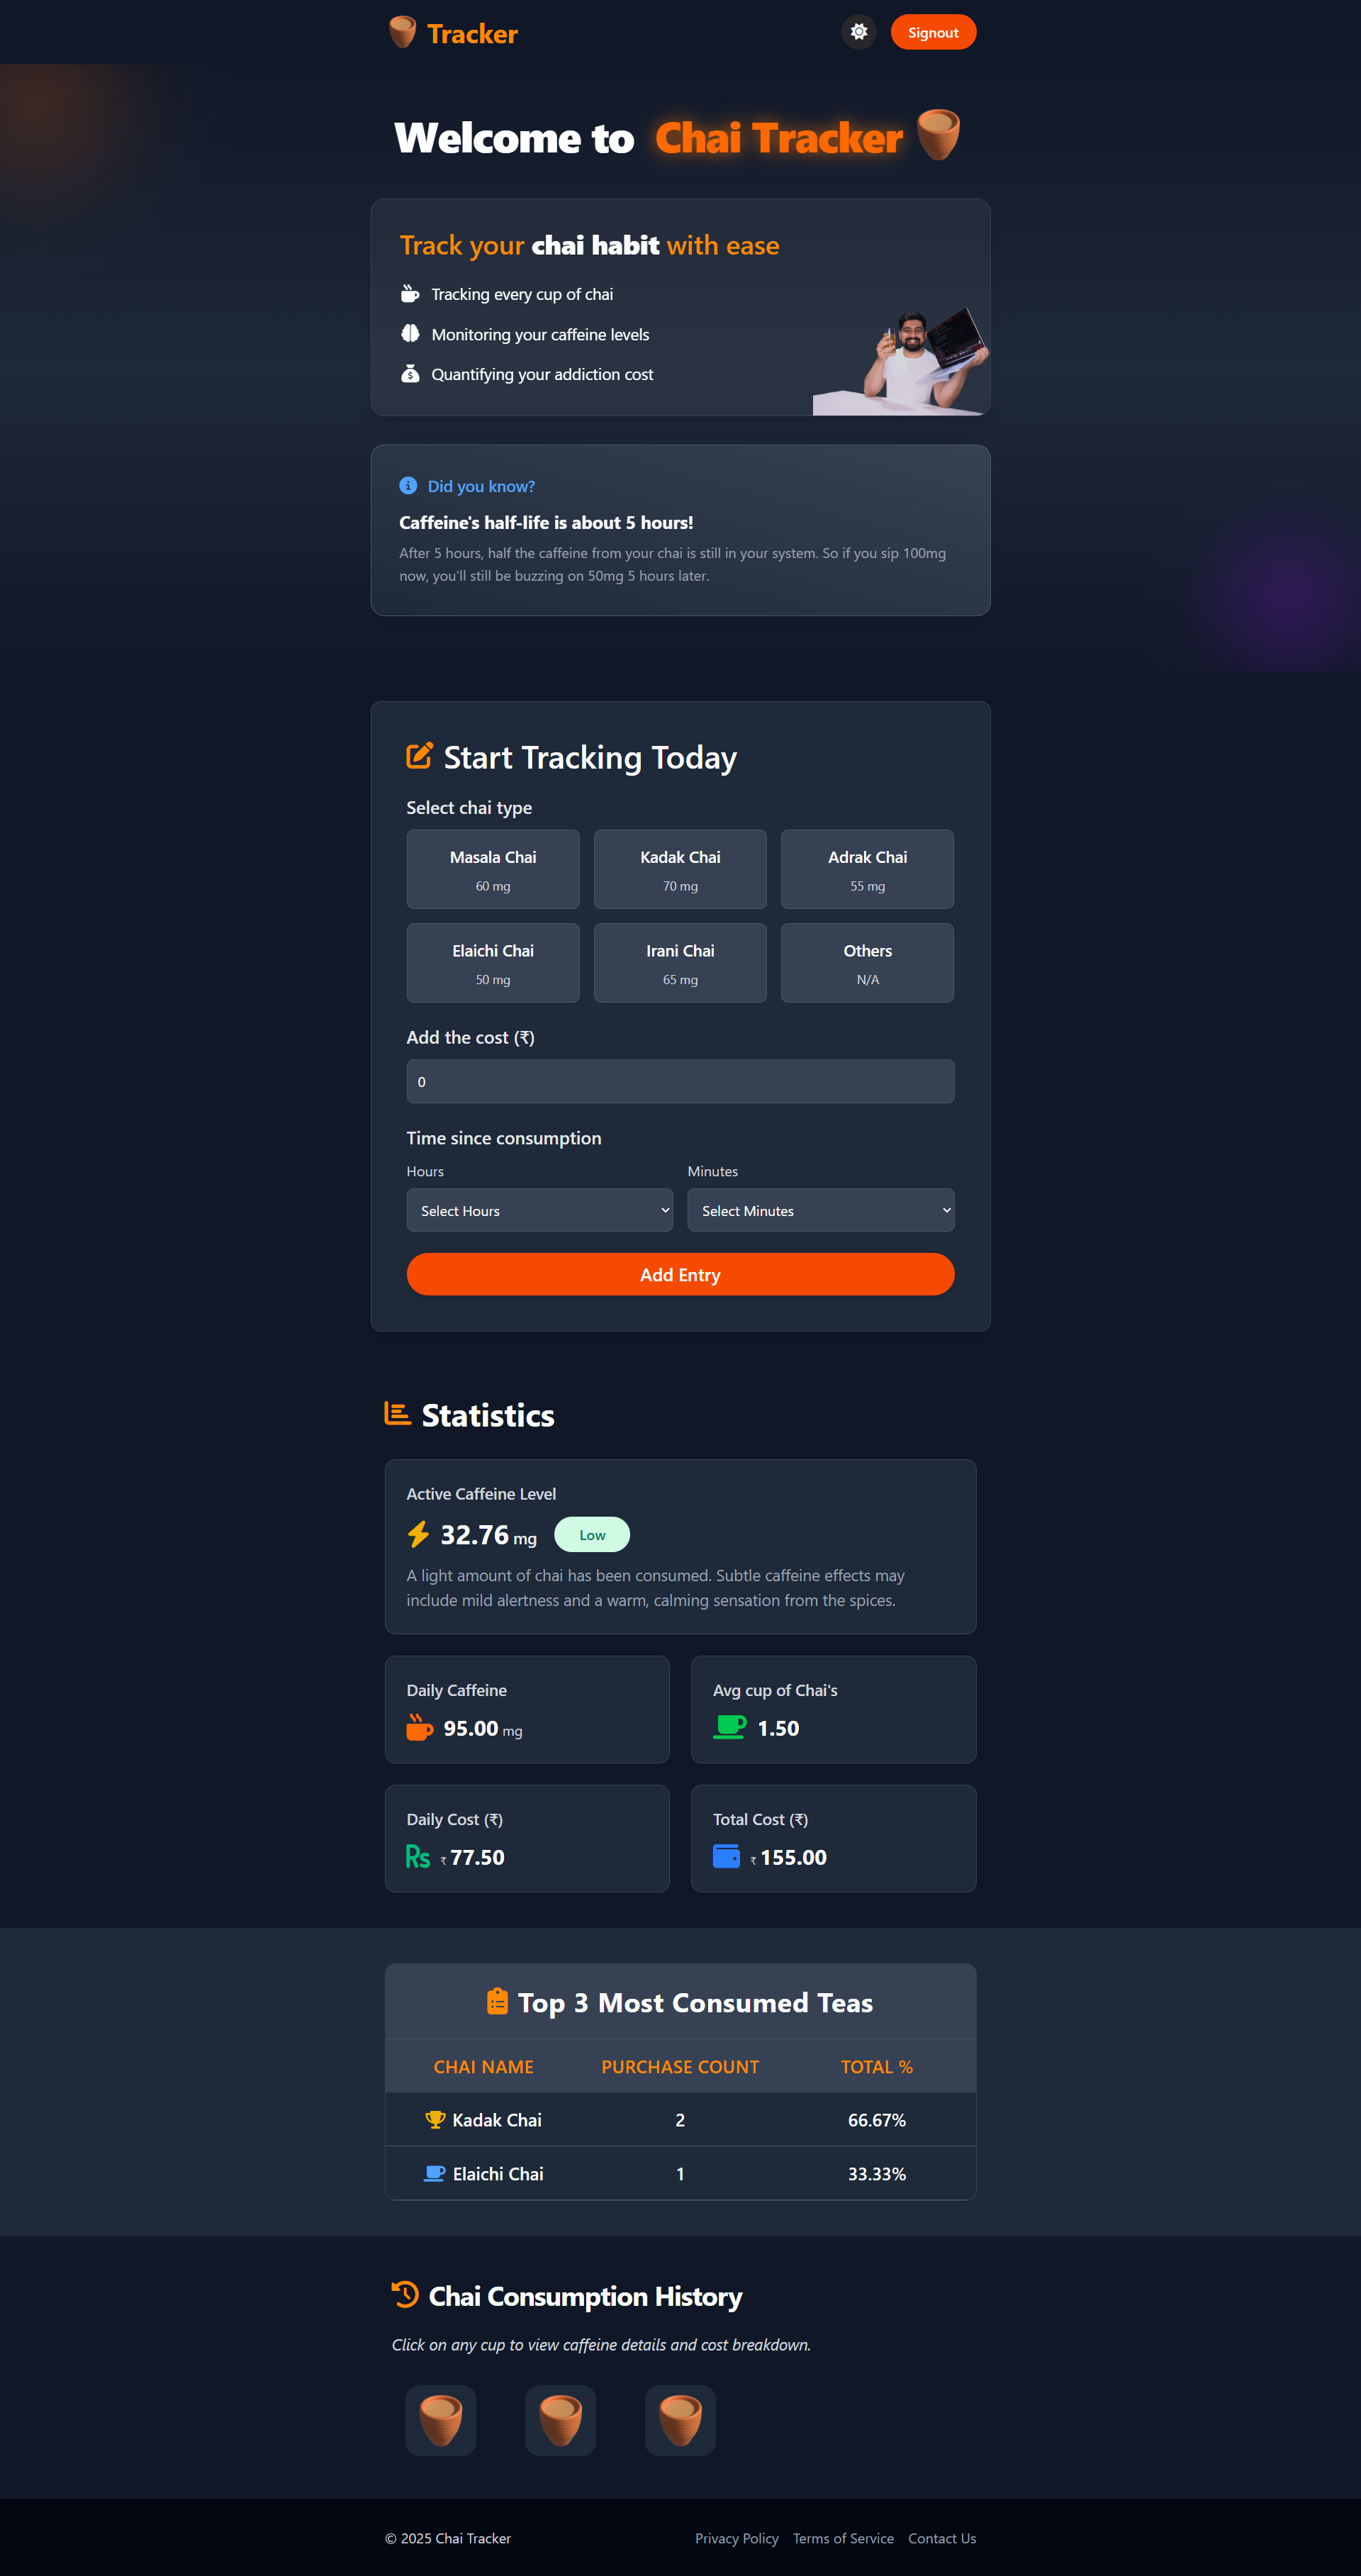 Tracker
Signout
Welcome to Chai Tracker
Track your chai habit with ease
Tracking every cup of chai
Monitoring your caffeine levels
Quantifying your addiction cost
Did you know?
Caffeine's half-life is about 5 hours!
After 5 hours, half the caffeine from your chai is still in your system. So if you sip 100mg
now, you'll still be buzzing on 50mg 5 hours later.
Start Tracking Today
Select chai type
Masala Chai
60 mg
Kadak Chai
70 mg
Adrak Chai
55 mg
Elaichi Chai
50 mg
Irani Chai
65 mg
Others
N/A
Add the cost (₹)
0
Time since consumption
Hours
Select Hours
Minutes
Select Minutes
Add Entry
Statistics
Active Caffeine Level
32.76 mg
Low
A light amount of chai has been consumed. Subtle caffeine effects may
include mild alertness and a warm, calming sensation from the spices.
Daily Caffeine
95.00 mg
Avg cup of Chai's
1.50
Daily Cost (₹)
Rs ₹ 77.50
Total Cost (₹)
₹ 155.00
Top 3 Most Consumed Teas
CHAI NAME PURCHASE COUNT TOTAL %
Kadak Chai 2 66.67%
Elaichi Chai 1 33.33%
Chai Consumption History
Click on any cup to view caffeine details and cost breakdown.
© 2025 Chai Tracker
Privacy Policy Terms of Service Contact Us